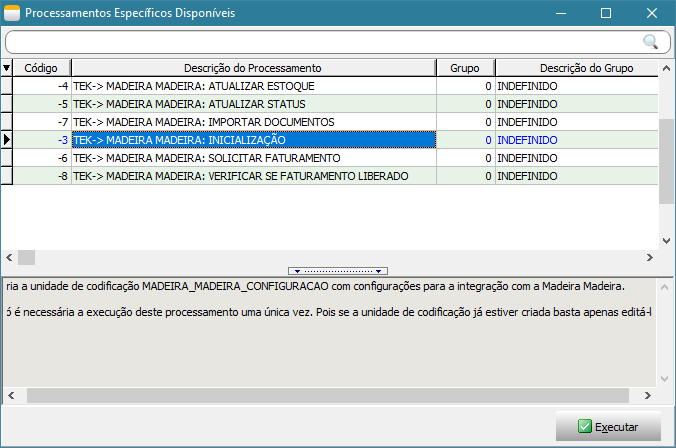 Processamentos Específicos Disponíveis
Código Descrição do Processamento Grupo Descrição do Grupo
-4 TEK-> MADEIRA MADEIRA: ATUALIZAR ESTOQUE 0 INDEFINIDO
-5 TEK-> MADEIRA MADEIRA: ATUALIZAR STATUS 0 INDEFINIDO
-7 TEK-> MADEIRA MADEIRA: IMPORTAR DOCUMENTOS 0 INDEFINIDO
-3 TEK-> MADEIRA MADEIRA: INICIALIZAÇÃO 0 INDEFINIDO
-6 TEK-> MADEIRA MADEIRA: SOLICITAR FATURAMENTO 0 INDEFINIDO
-8 TEK-> MADEIRA MADEIRA: VERIFICAR SE FATURAMENTO LIBERADO 0 INDEFINIDO
ria a unidade de codificação MADEIRA_MADEIRA_CONFIGURACAO com configurações para a integração com a Madeira Madeira.
ó é necessária a execução deste processamento uma única vez. Pois se a unidade de codificação já estiver criada basta apenas editá-l
Executar